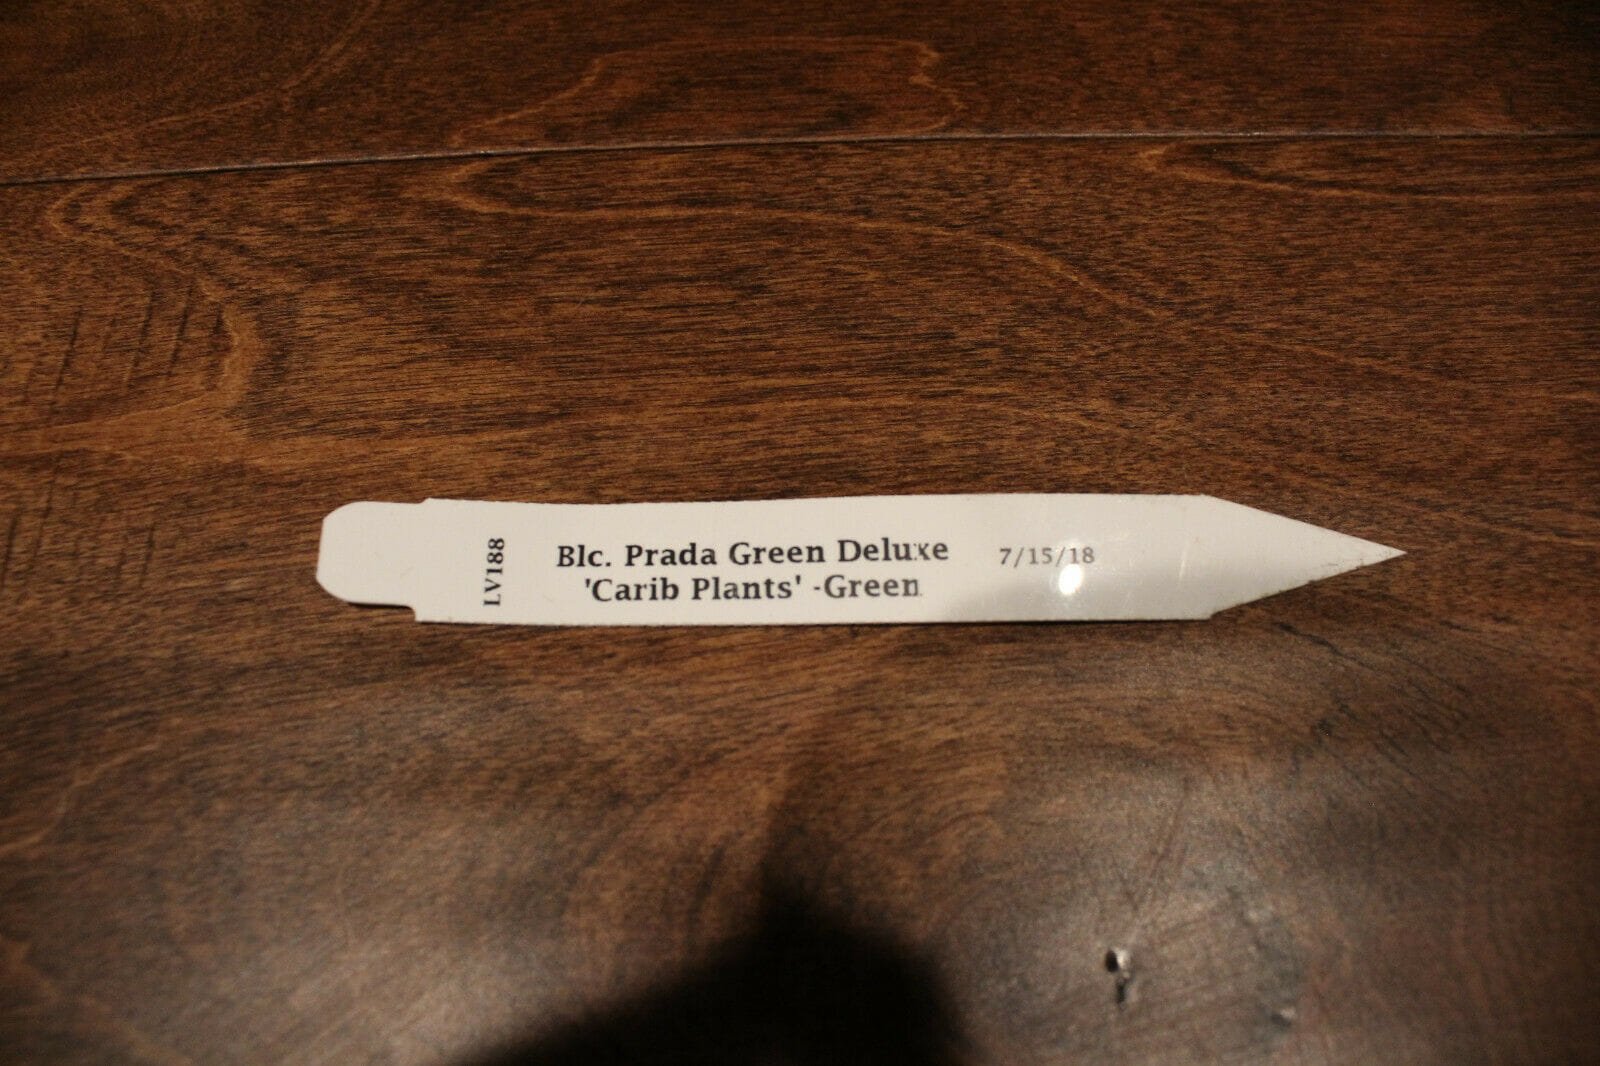 LV188
Blc. Prada Green Deluxe
'Carib Plants' -Green
7/15/18